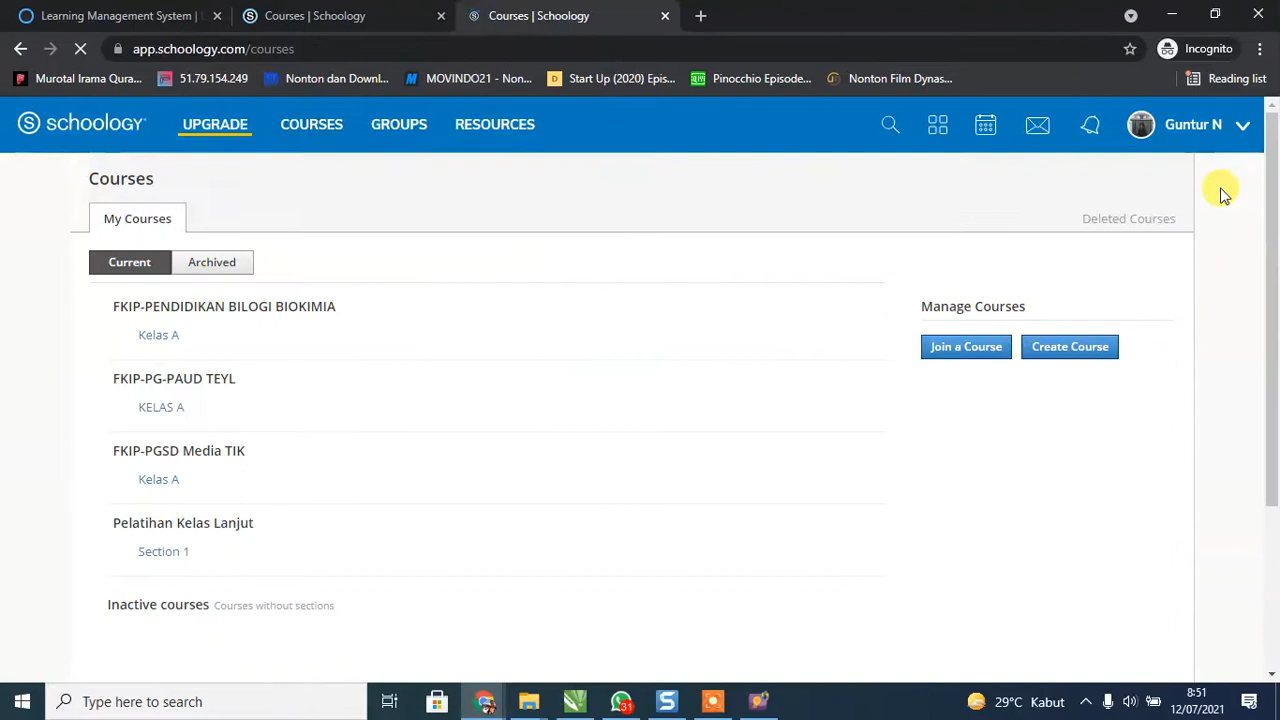 Learning Management System |
Courses | Schoology
Courses | Schoology
app.schoology.com/courses
Incognito
Murotal Irama Qura...
51.79.154.249
Nonton dan Downl...
MOVINDO21 - Non...
Start Up (2020) Epis...
Pinocchio Episode...
Nonton Film Dynas...
Reading list
schoology
UPGRADE
COURSES
GROUPS
RESOURCES
Guntur N
Courses
My Courses
Deleted Courses
Current
Archived
FKIP-PENDIDIKAN BILOGI BIOKIMIA
Kelas A
FKIP-PG-PAUD TEYL
KELAS A
FKIP-PGSD Media TIK
Kelas A
Pelatihan Kelas Lanjut
Section 1
Inactive courses Courses without sections
Manage Courses
Join a Course
Create Course
Type here to search
31
29°C Kabut
8:51
12/07/2021